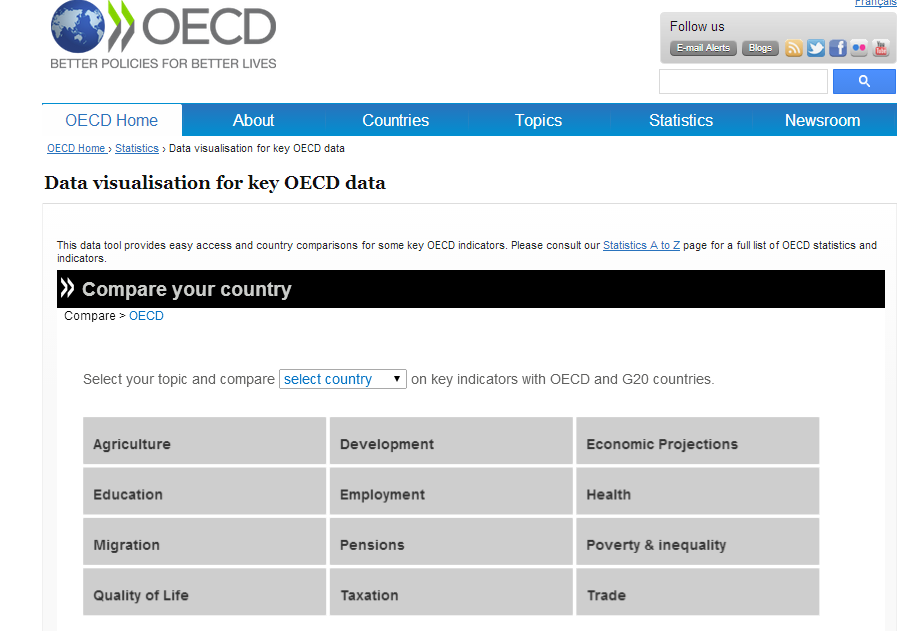 Français
OECD
BETTER POLICIES FOR BETTER LIVES
Follow us
E-mail Alerts Blogs
OECD Home About Countries Topics Statistics Newsroom
OECD Home › Statistics › Data visualisation for key OECD data
Data visualisation for key OECD data
This data tool provides easy access and country comparisons for some key OECD indicators. Please consult our Statistics A to Z page for a full list of OECD statistics and
indicators.
Compare your country
Compare > OECD
Select your topic and compare select country on key indicators with OECD and G20 countries.
Agriculture Development Economic Projections
Education Employment Health
Migration Pensions Poverty & inequality
Quality of Life Taxation Trade